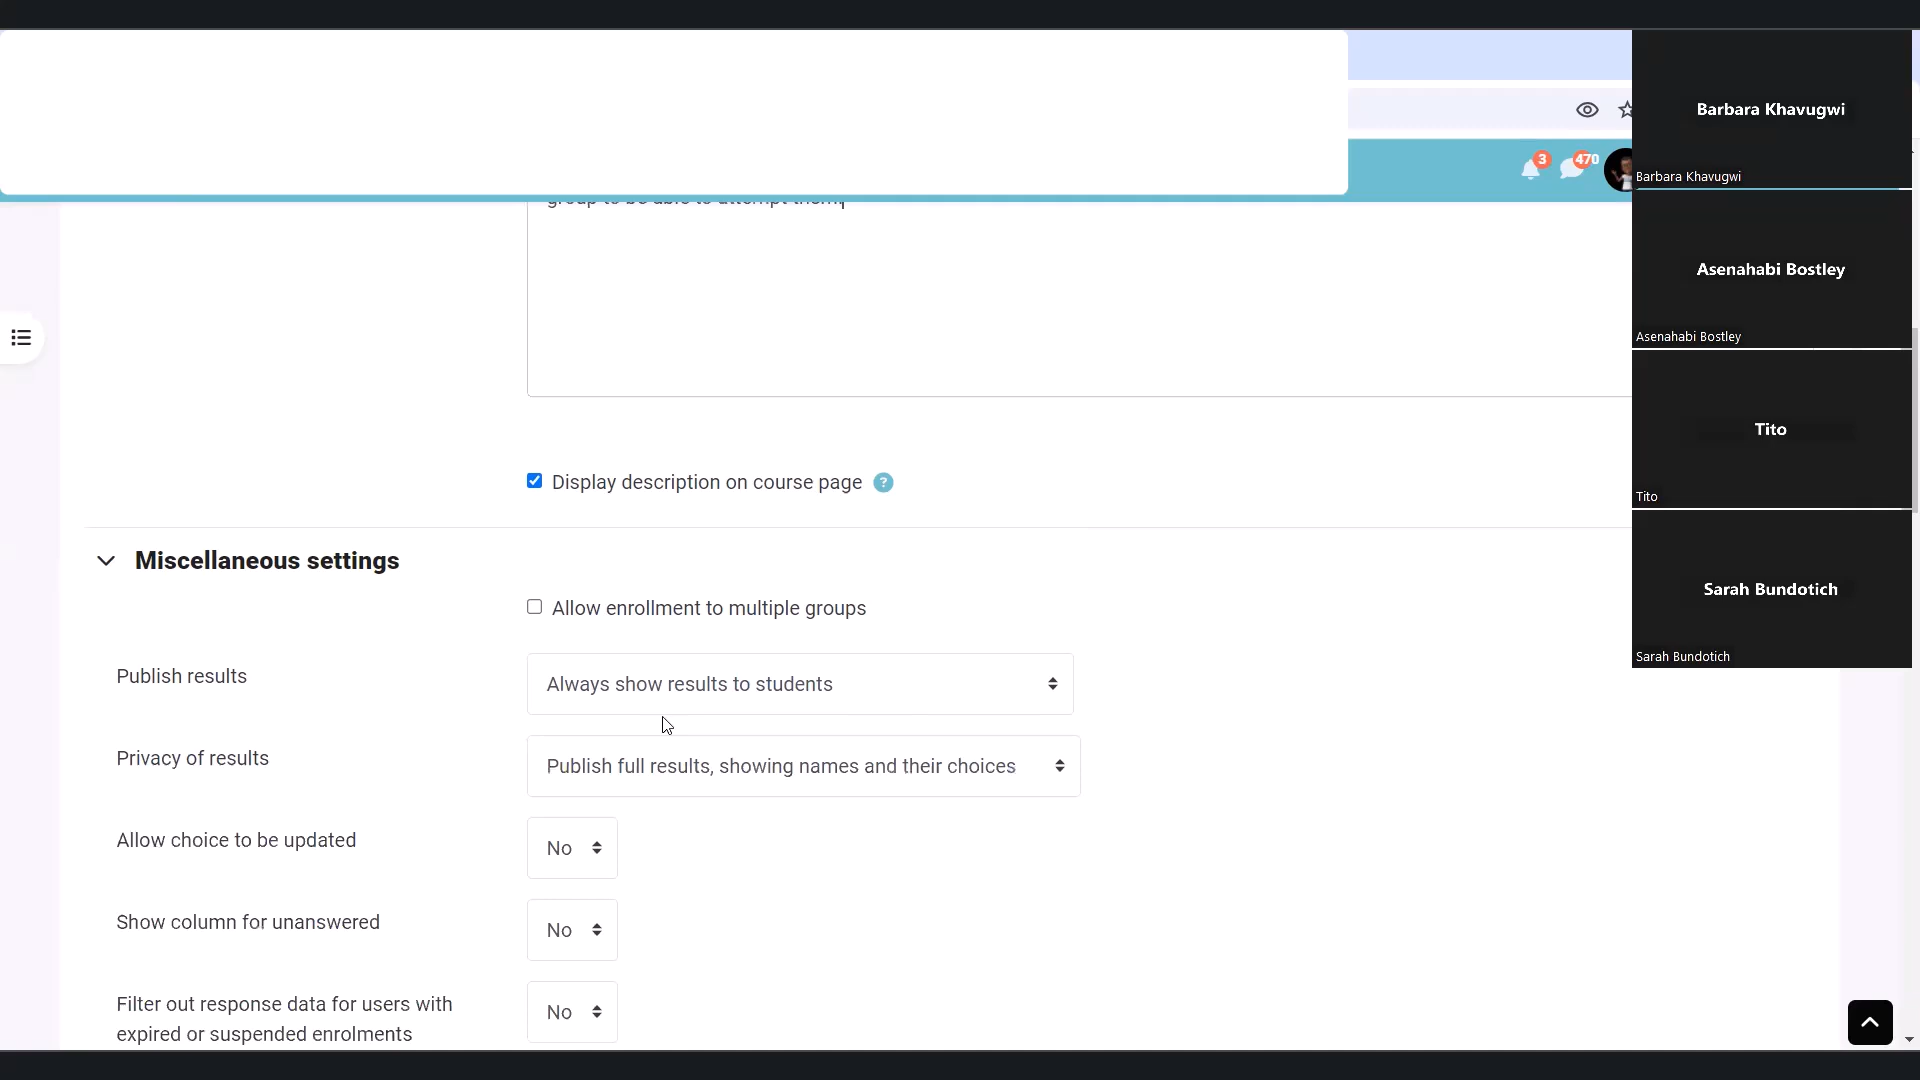 3
470
group to be able to attempt them
Display description on course page
?
Miscellaneous settings
Allow enrollment to multiple groups
Publish results
Always show results to students
Privacy of results
Publish full results, showing names and their choices
Allow choice to be updated
No
Show column for unanswered
No
Filter out response data for users with
expired or suspended enrolments
No
Barbara Khavugwi
Barbara Khavugwi
Asenahabi Bostley
Asenahabi Bostley
Tito
Tito
Sarah Bundotich
Sarah Bundotich